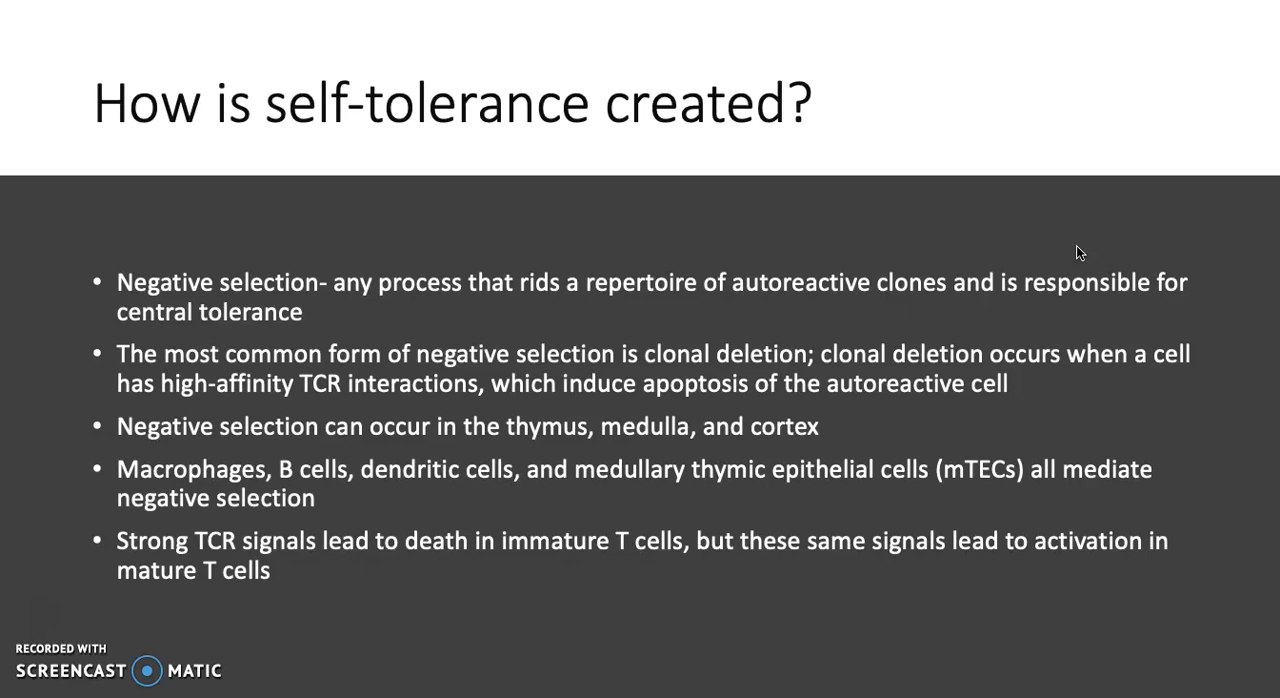 How is self-tolerance created?
• Negative selection- any process that rids a repertoire of autoreactive clones and is responsible for
central tolerance
• The most common form of negative selection is clonal deletion; clonal deletion occurs when a cell
has high-affinity TCR interactions, which induce apoptosis of the autoreactive cell
• Negative selection can occur in the thymus, medulla, and cortex
• Macrophages, B cells, dendritic cells, and medullary thymic epithelial cells (mTECs) all mediate
negative selection
• Strong TCR signals lead to death in immature T cells, but these same signals lead to activation in
mature T cells
RECORDED WITH
SCREENCAST MATIC